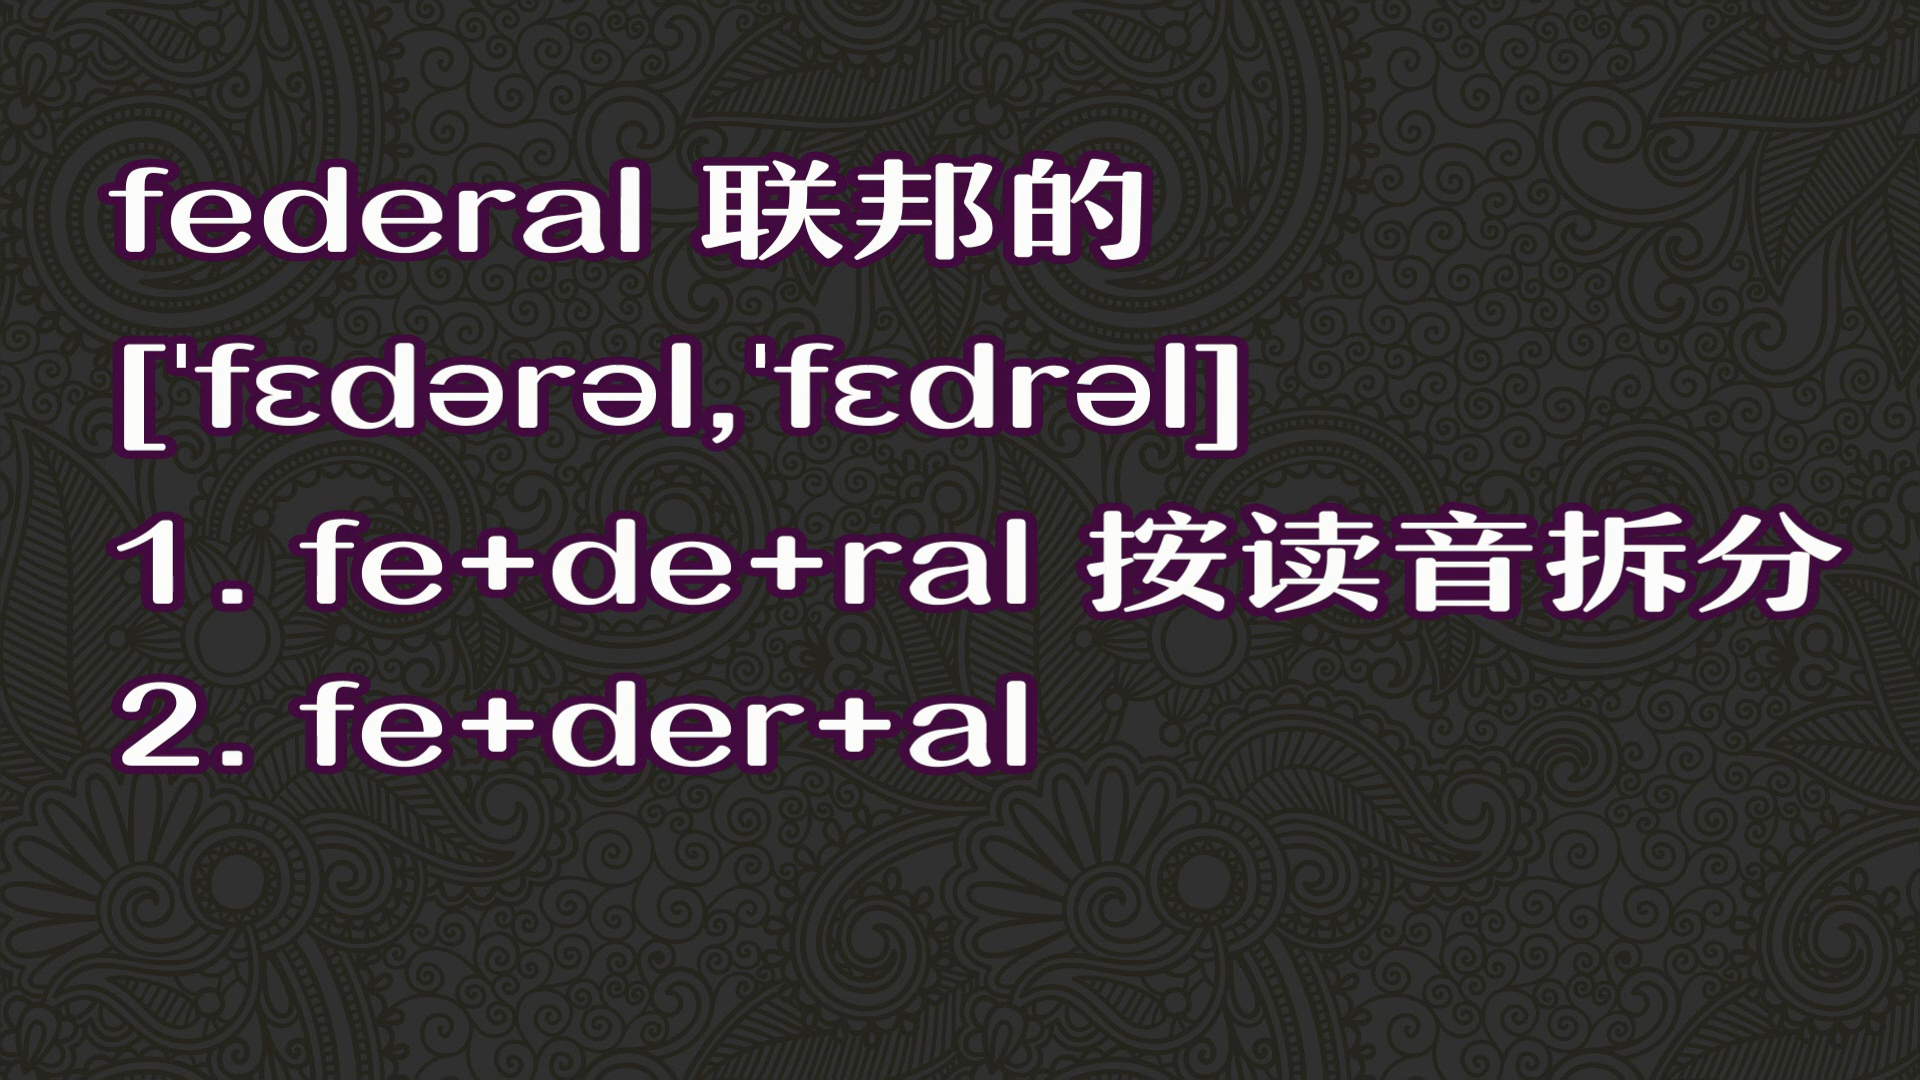 federal 联邦的
['fɛdərəl,'fɛdrəl]
1. fe+de+ral 按读音拆分
2. fe+der+al